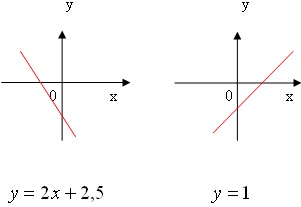 y y
0 x 0 x
y = 2x + 2,5 y = 1